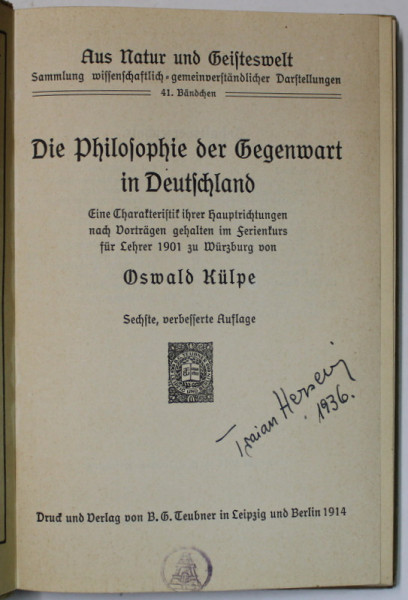 Aus Natur und Geisteswelt
Sammlung wissenschaftlich-gemeinverständlicher Darstellungen
41. Bändchen
Die Philosophie der Gegenwart
in Deutschland
Eine Charakteristik ihrer Hauptrichtungen
nach Vorträgen gehalten im Ferienkurs
für Lehrer 1901 zu Würzburg von
Oswald Külpe
Sechste, verbesserte Auflage
Traian Herseni
1936.
Druck und Verlag von B. G. Teubner in Leipzig und Berlin 1914